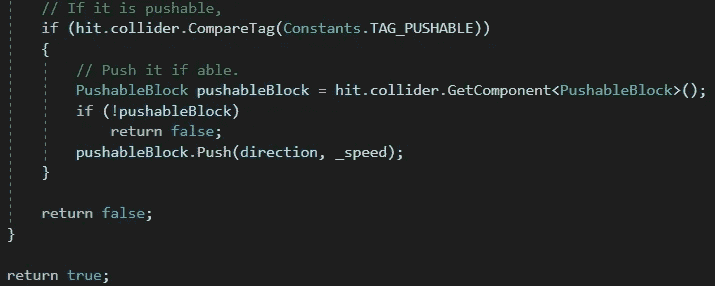 // If it is pushable,
if (hit.collider.CompareTag(Constants.TAG_PUSHABLE))
{
// Push it if able.
PushableBlock pushableBlock = hit.collider.GetComponent<PushableBlock>();
if (!pushableBlock)
return false;
pushableBlock.Push(direction, _speed);
}
return false;
}
return true;